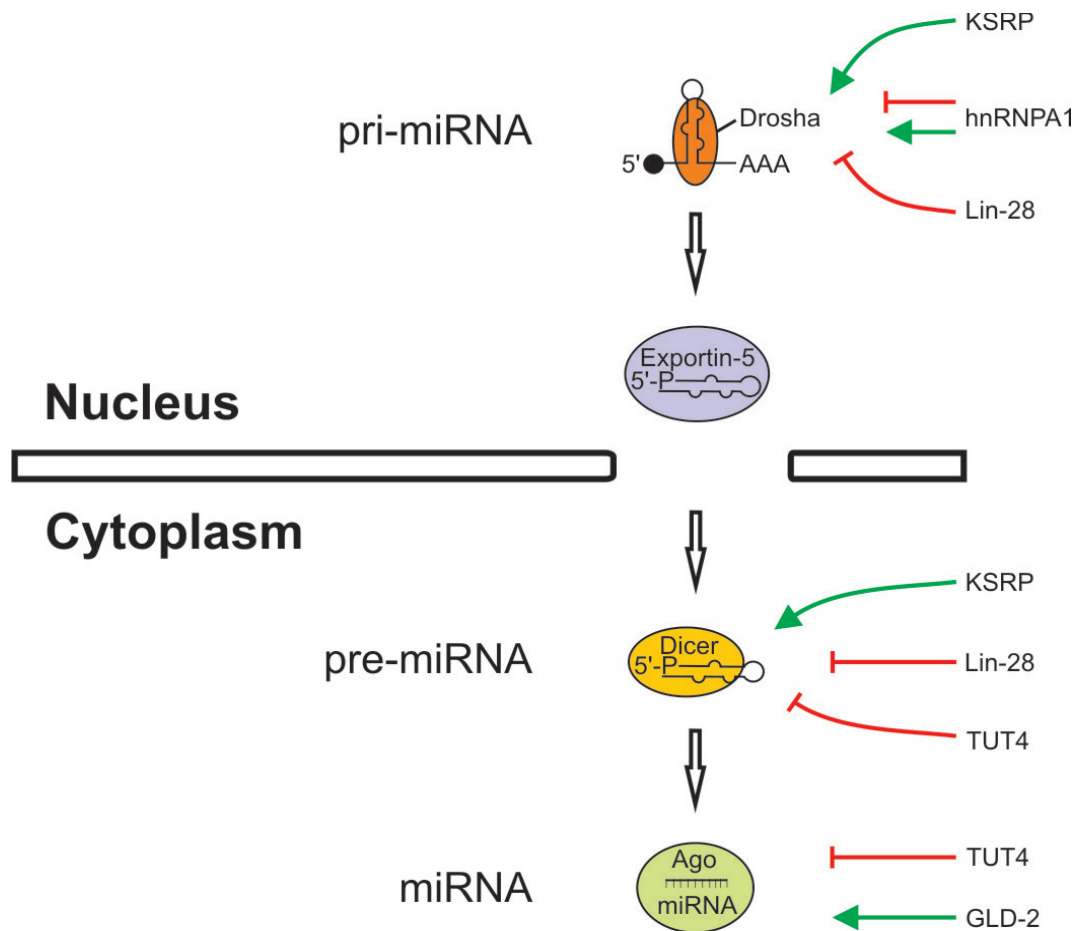 KSRP
pri-miRNA
Drosha
hnRNPA1
5'
AAA
Lin-28
Exportin-5
5'-P
Nucleus
Cytoplasm
KSRP
pre-miRNA
Dicer
5'-P
Lin-28
TUT4
miRNA
Ago
miRNA
TUT4
GLD-2